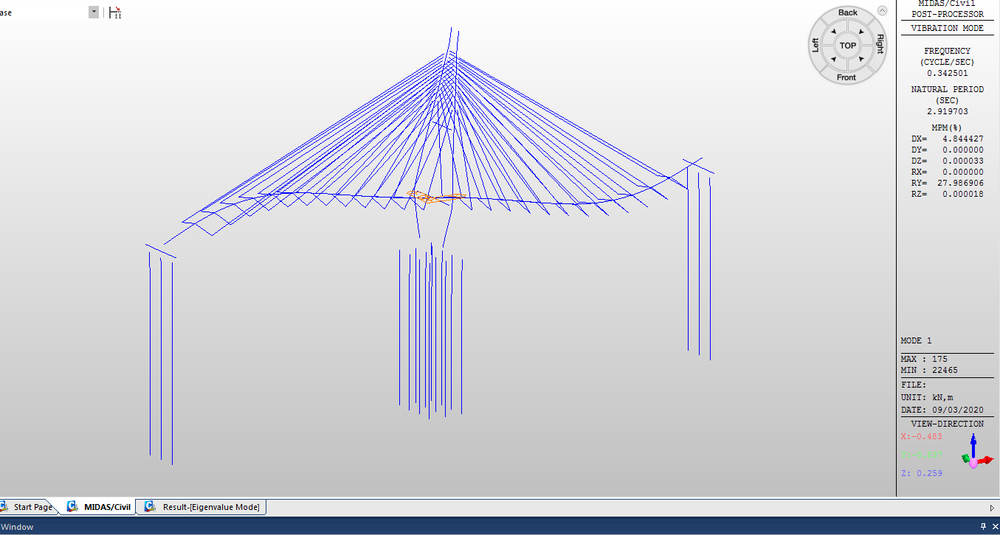 ase
Back
Left
TOP
Right
Front
MIDAS/Civil
POST-PROCESSOR
VIBRATION MODE
FREQUENCY
(CYCLE/SEC)
0.342501
NATURAL PERIOD
(SEC)
2.919703
MPM(%)
DX= 4.844427
DY= 0.000000
DZ= 0.000033
RX= 0.000000
RY= 27.986906
RZ= 0.000018
MODE 1
MAX : 175
MIN : 22465
FILE:
UNIT: kN,m
DATE: 09/03/2020
VIEW-DIRECTION
X:-0.483
Z: 0.259
Start Page
MIDAS/Civil
Result-[Eigenvalue Mode]
Window